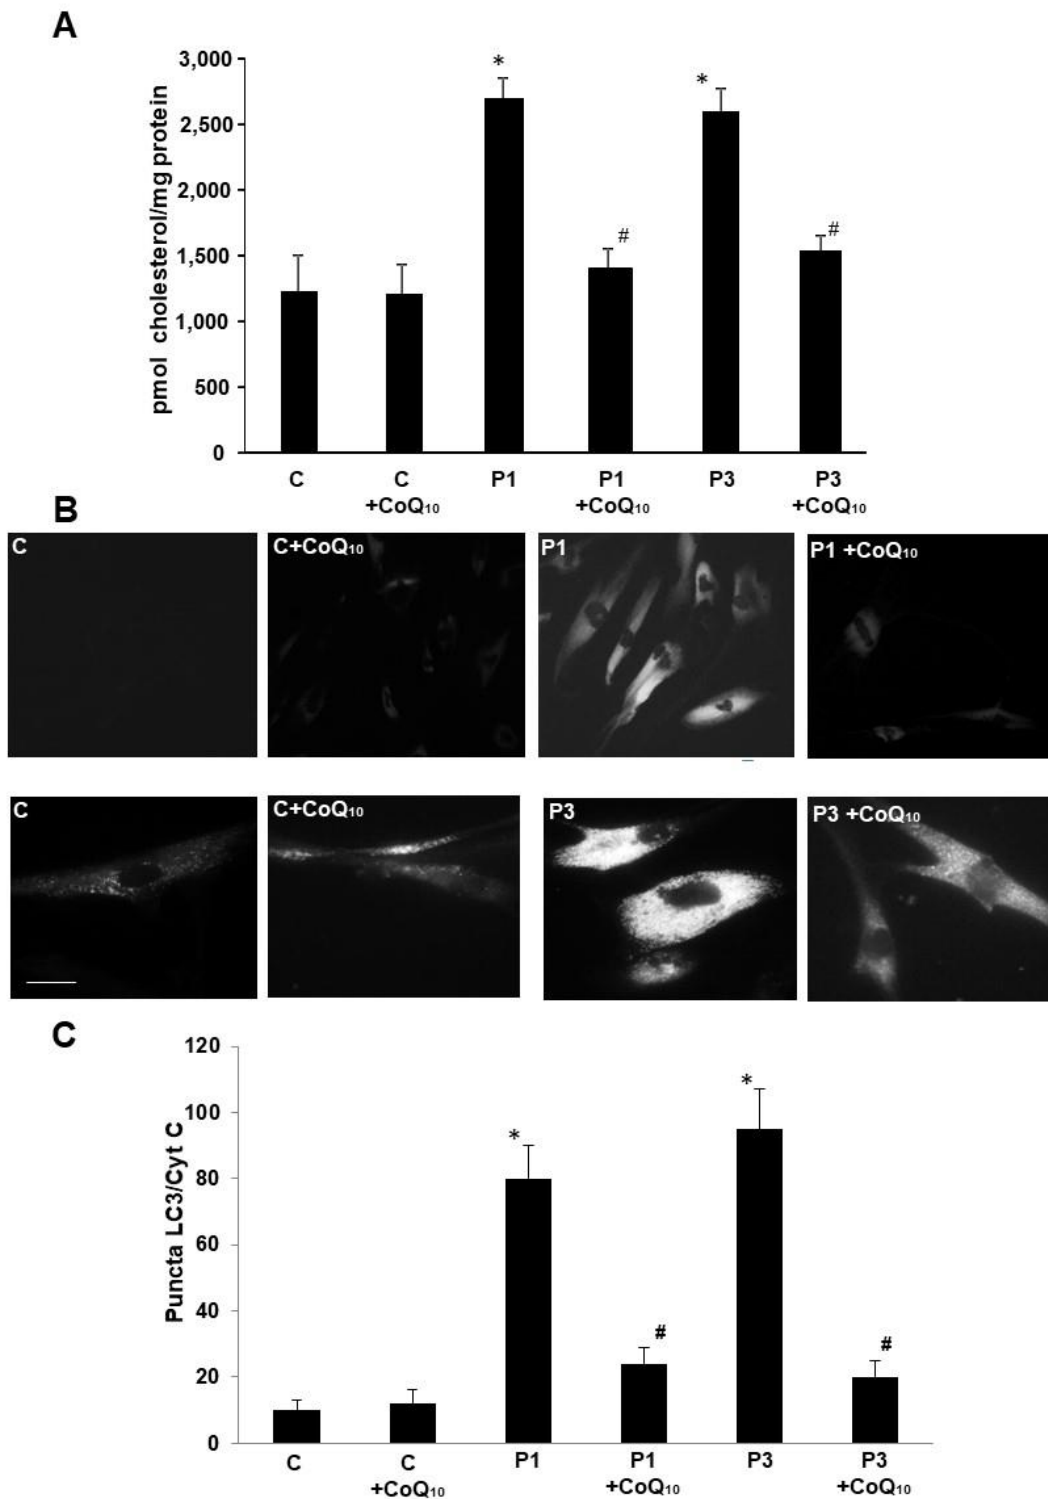 A
pmol cholesterol/mg protein
3,000
2,500
2,000
1,500
1,000
500
0
*
#
*
#
C
C
+CoQ₁₀
P1
P1
+CoQ₁₀
P3
P3
+CoQ₁₀
B
C
C+CoQ₁₀
P1
P1 +CoQ₁₀
C
C+CoQ₁₀
P3
P3 +CoQ₁₀
C
Puncta LC3/Cyt C
120
100
80
60
40
20
0
*
#
*
#
C
C
+CoQ₁₀
P1
P1
+CoQ₁₀
P3
P3
+CoQ₁₀